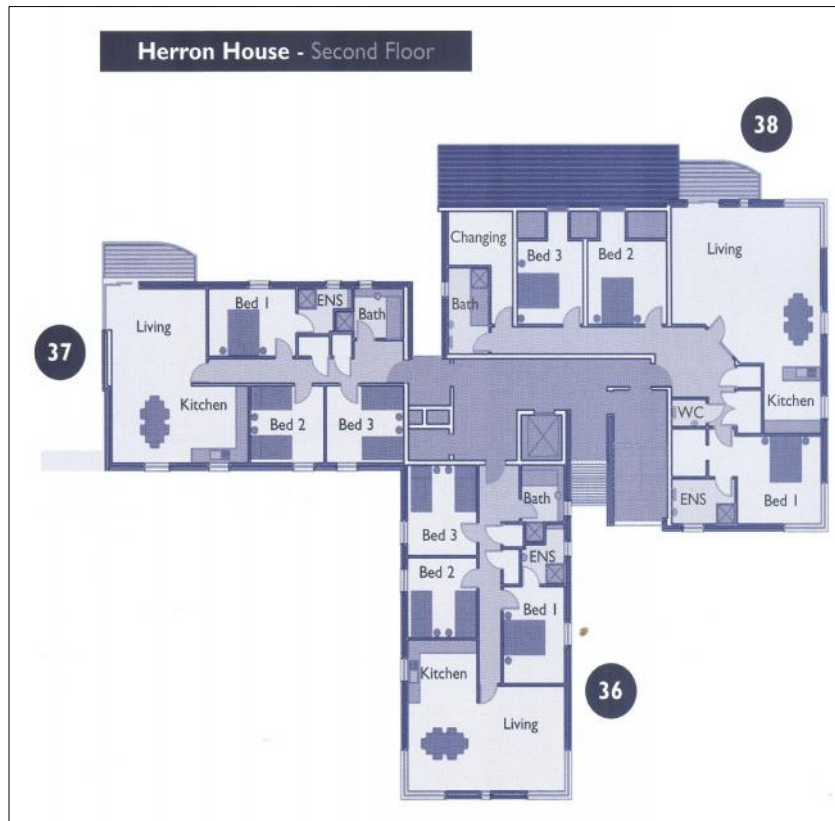 Herron House - Second Floor
38
Changing
Bed 3
Bed 2
Living
Bath
Kitchen
WC
ENS
Bed 1
37
Bed 1
ENS
Bath
Living
Kitchen
Bed 2
Bed 3
Bath
Bed 3
ENS
Bed 2
Bed 1
Kitchen
Living
36